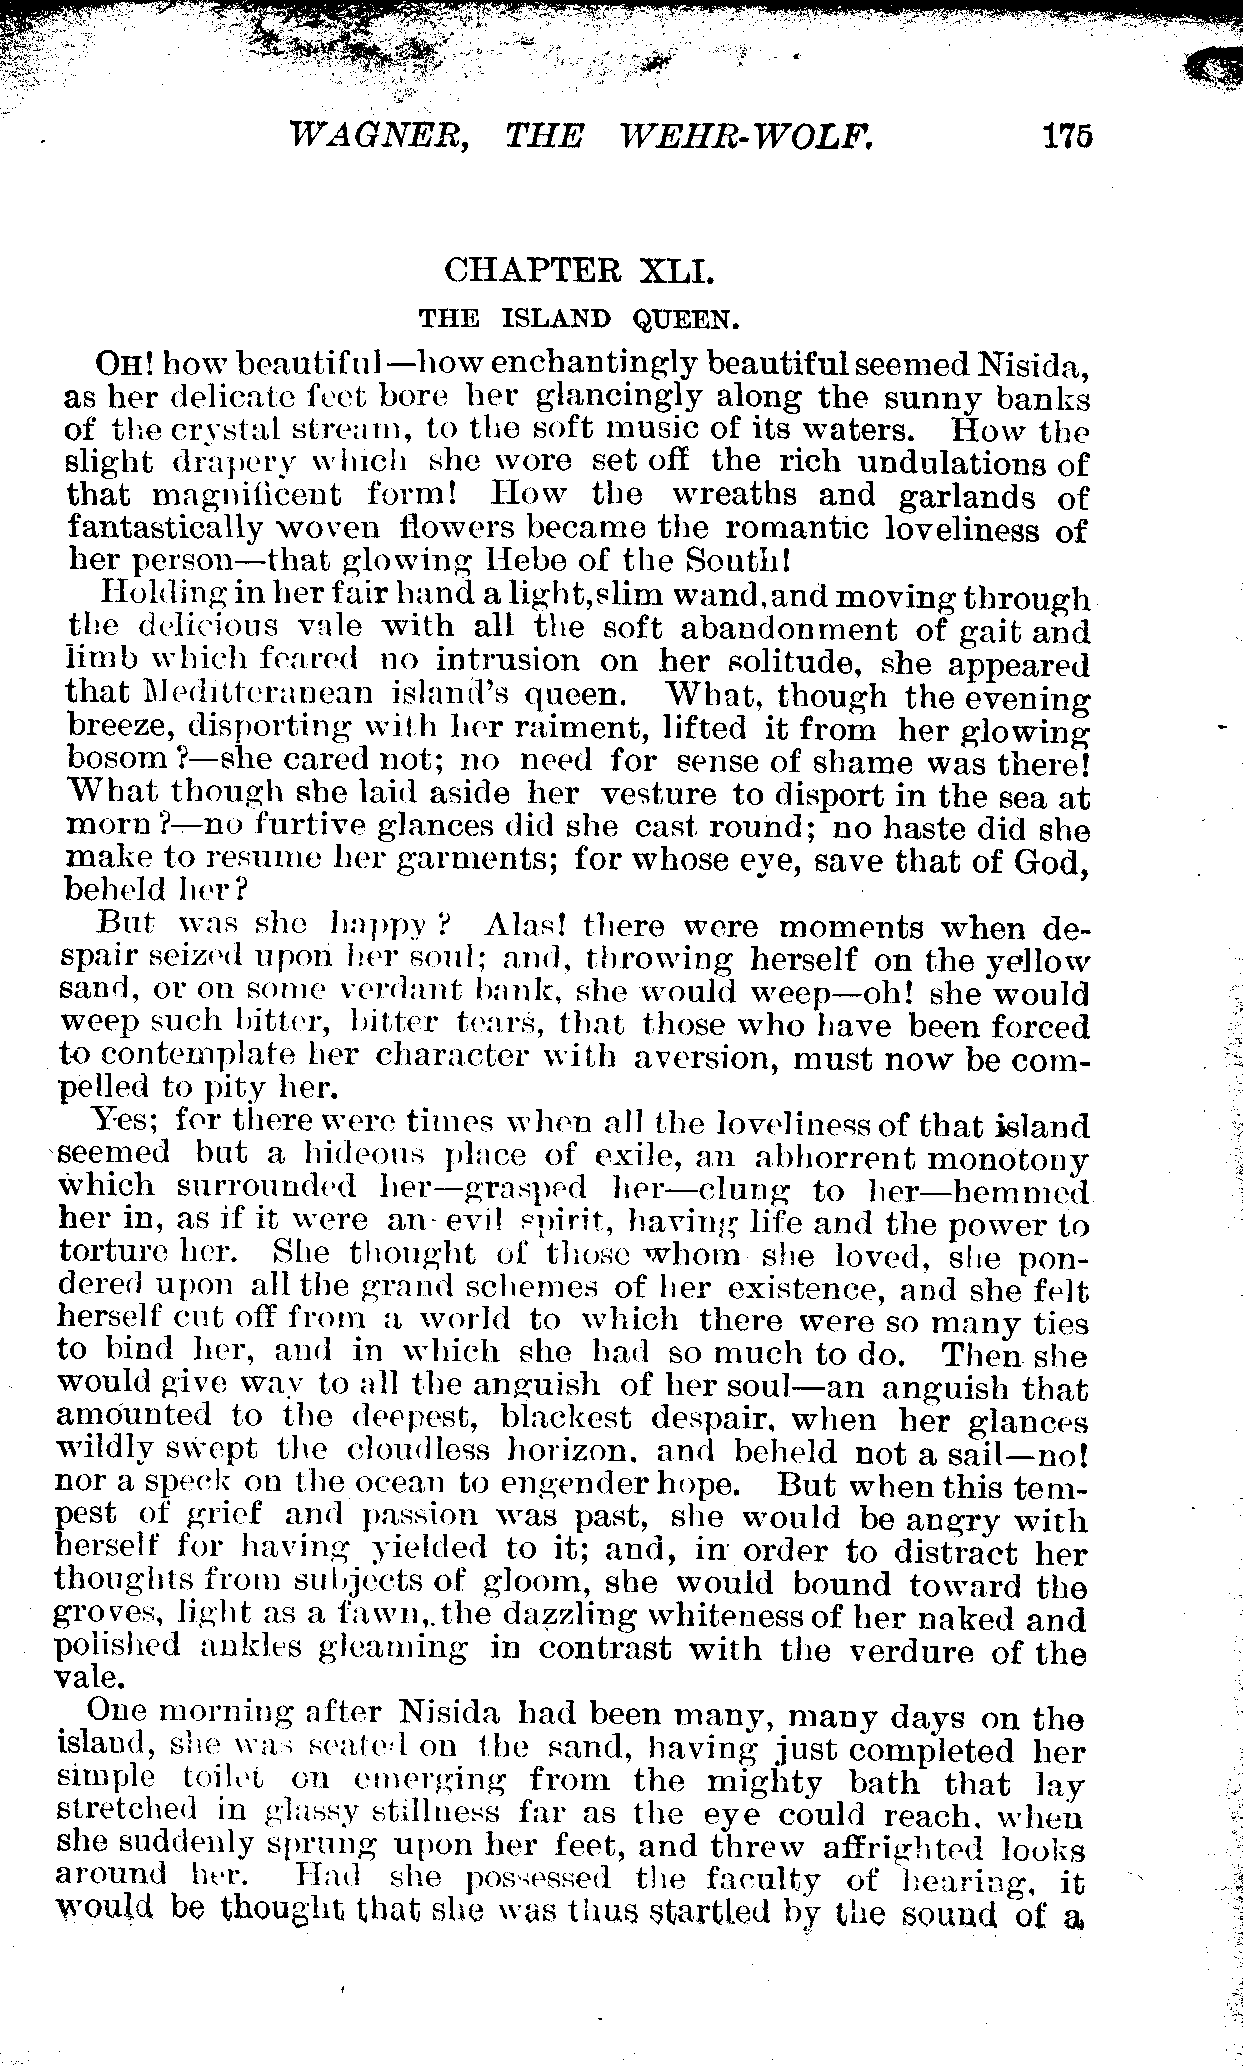 WAGNER, THE WEHR-WOLF. 175
CHAPTER XLI.
THE ISLAND QUEEN.
OH! how beautiful—how enchantingly beautiful seemed Nisida,
as her delicate feet bore her glancingly along the sunny banks
of the crystal stream, to the soft music of its waters. How the
slight drapery which she wore set off the rich undulations of
that magnificent form! How the wreaths and garlands of
fantastically woven flowers became the romantic loveliness of
her person—that glowing Hebe of the South!
Holding in her fair hand a light, slim wand, and moving through
the delicious vale with all the soft abandonment of gait and
limb which feared no intrusion on her solitude, she appeared
that Meditteranean island's queen. What, though the evening
breeze, disporting with her raiment, lifted it from her glowing
bosom?—she cared not; no need for sense of shame was there!
What though she laid aside her vesture to disport in the sea at
morn?—no furtive glances did she cast round; no haste did she
make to resume her garments; for whose eye, save that of God,
beheld her?
But was she happy? Alas! there were moments when de-
spair seized upon her soul; and, throwing herself on the yellow
sand, or on some verdant bank, she would weep—oh! she would
weep such bitter, bitter tears, that those who have been forced
to contemplate her character with aversion, must now be com-
pelled to pity her.
Yes; for there were times when all the loveliness of that island
seemed but a hideous place of exile, an abhorrent monotony
which surrounded her—grasped her—clung to her—hemmed
her in, as if it were an evil spirit, having life and the power to
torture her. She thought of those whom she loved, she pon-
dered upon all the grand schemes of her existence, and she felt
herself cut off from a world to which there were so many ties
to bind her, and in which she had so much to do. Then she
would give way to all the anguish of her soul—an anguish that
amounted to the deepest, blackest despair, when her glances
wildly swept the cloudless horizon, and beheld not a sail—no!
nor a speck on the ocean to engender hope. But when this tem-
pest of grief and passion was past, she would be angry with
herself for having yielded to it; and, in order to distract her
thoughts from subjects of gloom, she would bound toward the
groves, light as a fawn, the dazzling whiteness of her naked and
polished ankles gleaming in contrast with the verdure of the
vale.
One morning after Nisida had been many, many days on the
island, she was seated on the sand, having just completed her
simple toilet on emerging from the mighty bath that lay
stretched in glassy stillness far as the eye could reach, when
she suddenly sprung upon her feet, and threw affrighted looks
around her. Had she possessed the faculty of hearing, it
would be thought that she was thus startled by the sound of a